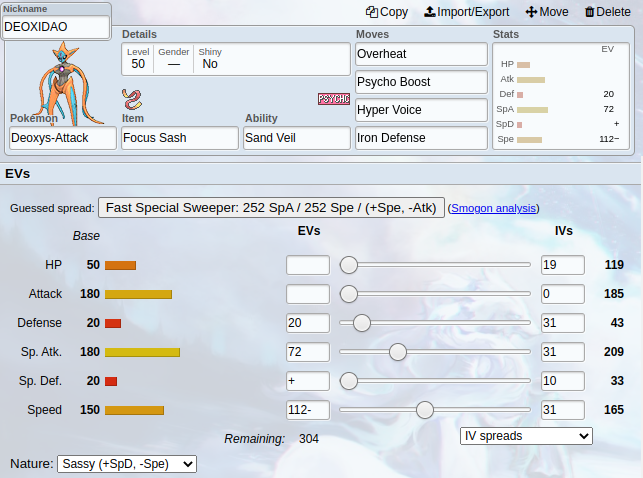 Nickname
DEOXIDAO
Copy Import/Export Move Delete
Details
Level Gender Shiny
50 — No
PSYCHC
Pokémon
Deoxys-Attack
Item
Focus Sash
Ability
Sand Veil
Moves
Overheat
Psycho Boost
Hyper Voice
Iron Defense
Stats
EV
HP
Atk
Def 20
SpA 72
SpD +
Spe 112−
EVs
Guessed spread: Fast Special Sweeper: 252 SpA / 252 Spe / (+Spe, -Atk) (Smogon analysis)
Base EVs IVs
HP 50 19 119
Attack 180 0 185
Defense 20 20 31 43
Sp. Atk. 180 72 31 209
Sp. Def. 20 + 10 33
Speed 150 112- 31 165
Remaining: 304 IV spreads
Nature: Sassy (+SpD, -Spe)